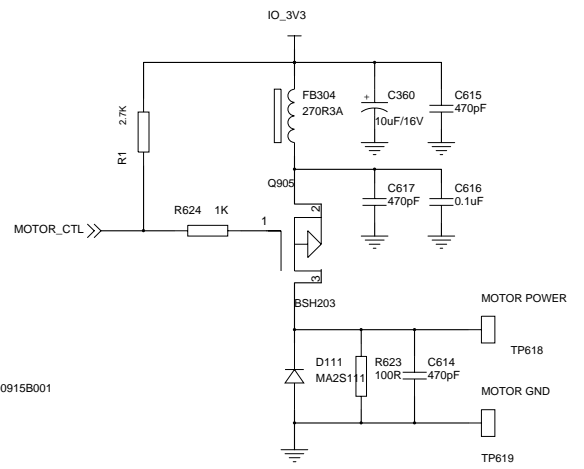 IO_3V3
FB304
270R3A
C360
10uF/16V
C615
470pF
2.7K
R1
Q905
2
C617
470pF
C616
0.1uF
R624 1K
1
MOTOR_CTL
3
BSH203
MOTOR POWER
TP618
D111
MA2S111
R623
100R
C614
470pF
0915B001
MOTOR GND
TP619